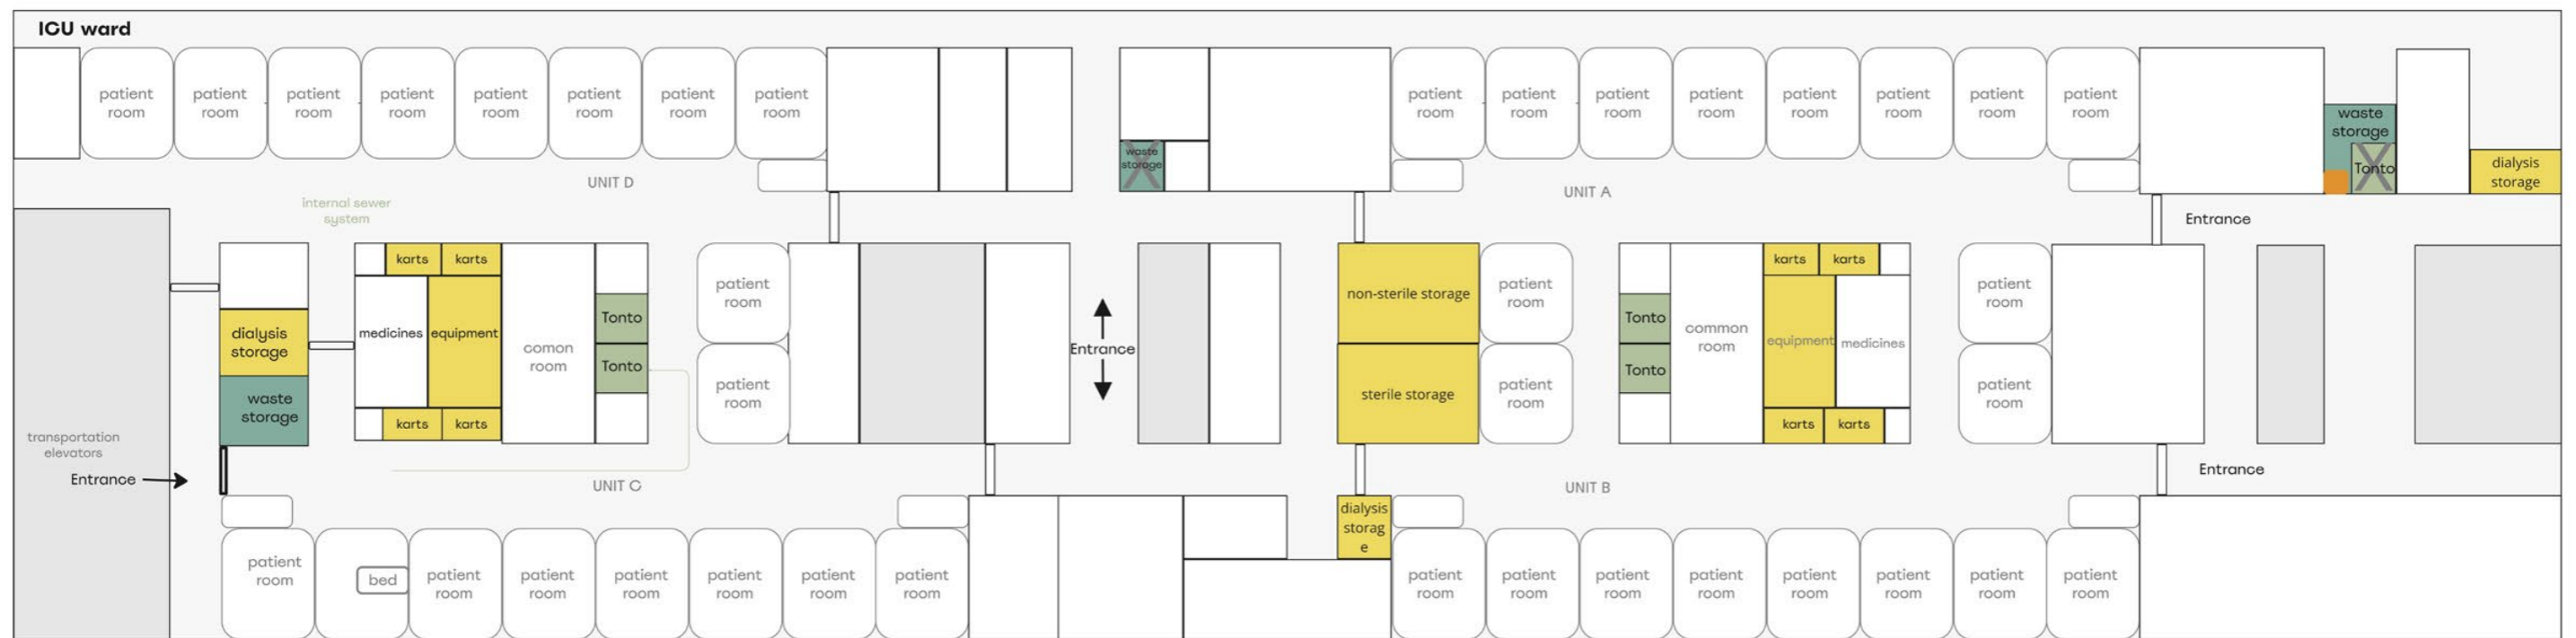 ICU ward
patient
room
patient
room
patient
room
patient
room
patient
room
patient
room
patient
room
patient
room
waste
storage
patient
room
patient
room
patient
room
patient
room
patient
room
patient
room
patient
room
patient
room
waste
storage
Tonto
dialysis
storage
UNIT D
UNIT A
internal sewer
system
Entrance
karts
karts
medicines
equipment
karts
karts
comon
room
Tonto
Tonto
dialysis
storage
waste
storage
patient
room
patient
room
Entrance
non-sterile storage
sterile storage
patient
room
patient
room
Tonto
Tonto
common
room
karts
karts
equipment
medicines
karts
karts
patient
room
patient
room
transportation
elevators
Entrance
UNIT C
UNIT B
Entrance
dialysis
storag
e
patient
room
bed
patient
room
patient
room
patient
room
patient
room
patient
room
patient
room
patient
room
patient
room
patient
room
patient
room
patient
room
patient
room
patient
room
patient
room